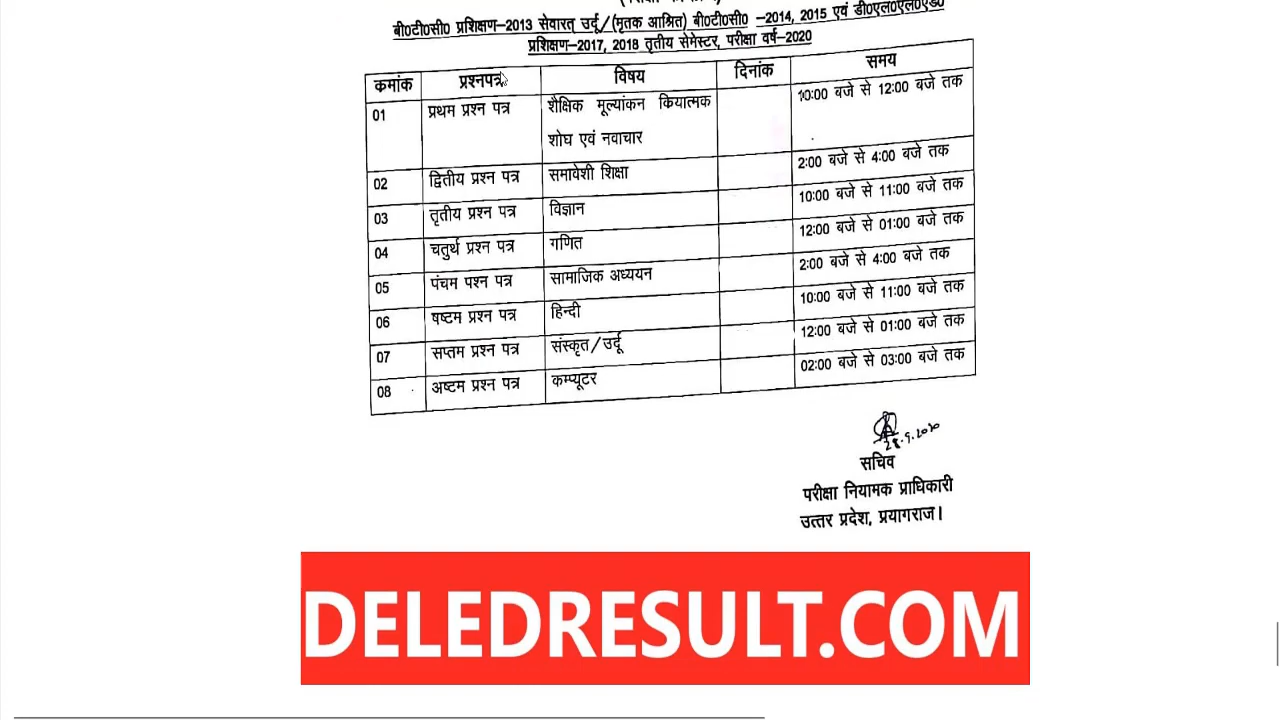 बी०टी०सी० प्रशिक्षण–2013 सेवारत् उर्दू/(मृतक आश्रित) बी०टी०सी० –2014, 2015 एवं डी०एल०एल०एड०
प्रशिक्षण–2017, 2018 तृतीय सेमेस्टर, परीक्षा वर्ष–2020
कमांक प्रश्नपत्र विषय दिनांक समय
01 प्रथम प्रश्न पत्र शैक्षिक मूल्यांकन कियात्मक 10:00 बजे से 12:00 बजे तक
शोघ एवं नवाचार
02 द्वितीय प्रश्न पत्र समावेशी शिक्षा 2:00 बजे से 4:00 बजे तक
03 तृतीय प्रश्न पत्र विज्ञान 10:00 बजे से 11:00 बजे तक
04 चतुर्थ प्रश्न पत्र गणित 12:00 बजे से 01:00 बजे तक
05 पंचम पश्न पत्र सामाजिक अध्ययन 2:00 बजे से 4:00 बजे तक
06 षष्टम प्रश्न पत्र हिन्दी 10:00 बजे से 11:00 बजे तक
07 सप्तम प्रश्न पत्र संस्कृत/उर्दू 12:00 बजे से 01:00 बजे तक
08 अष्टम प्रश्न पत्र कम्प्यूटर 02:00 बजे से 03:00 बजे तक
सचिव
परीक्षा नियामक प्राधिकारी
उत्तर प्रदेश, प्रयागराज।
DELEDRESULT.COM